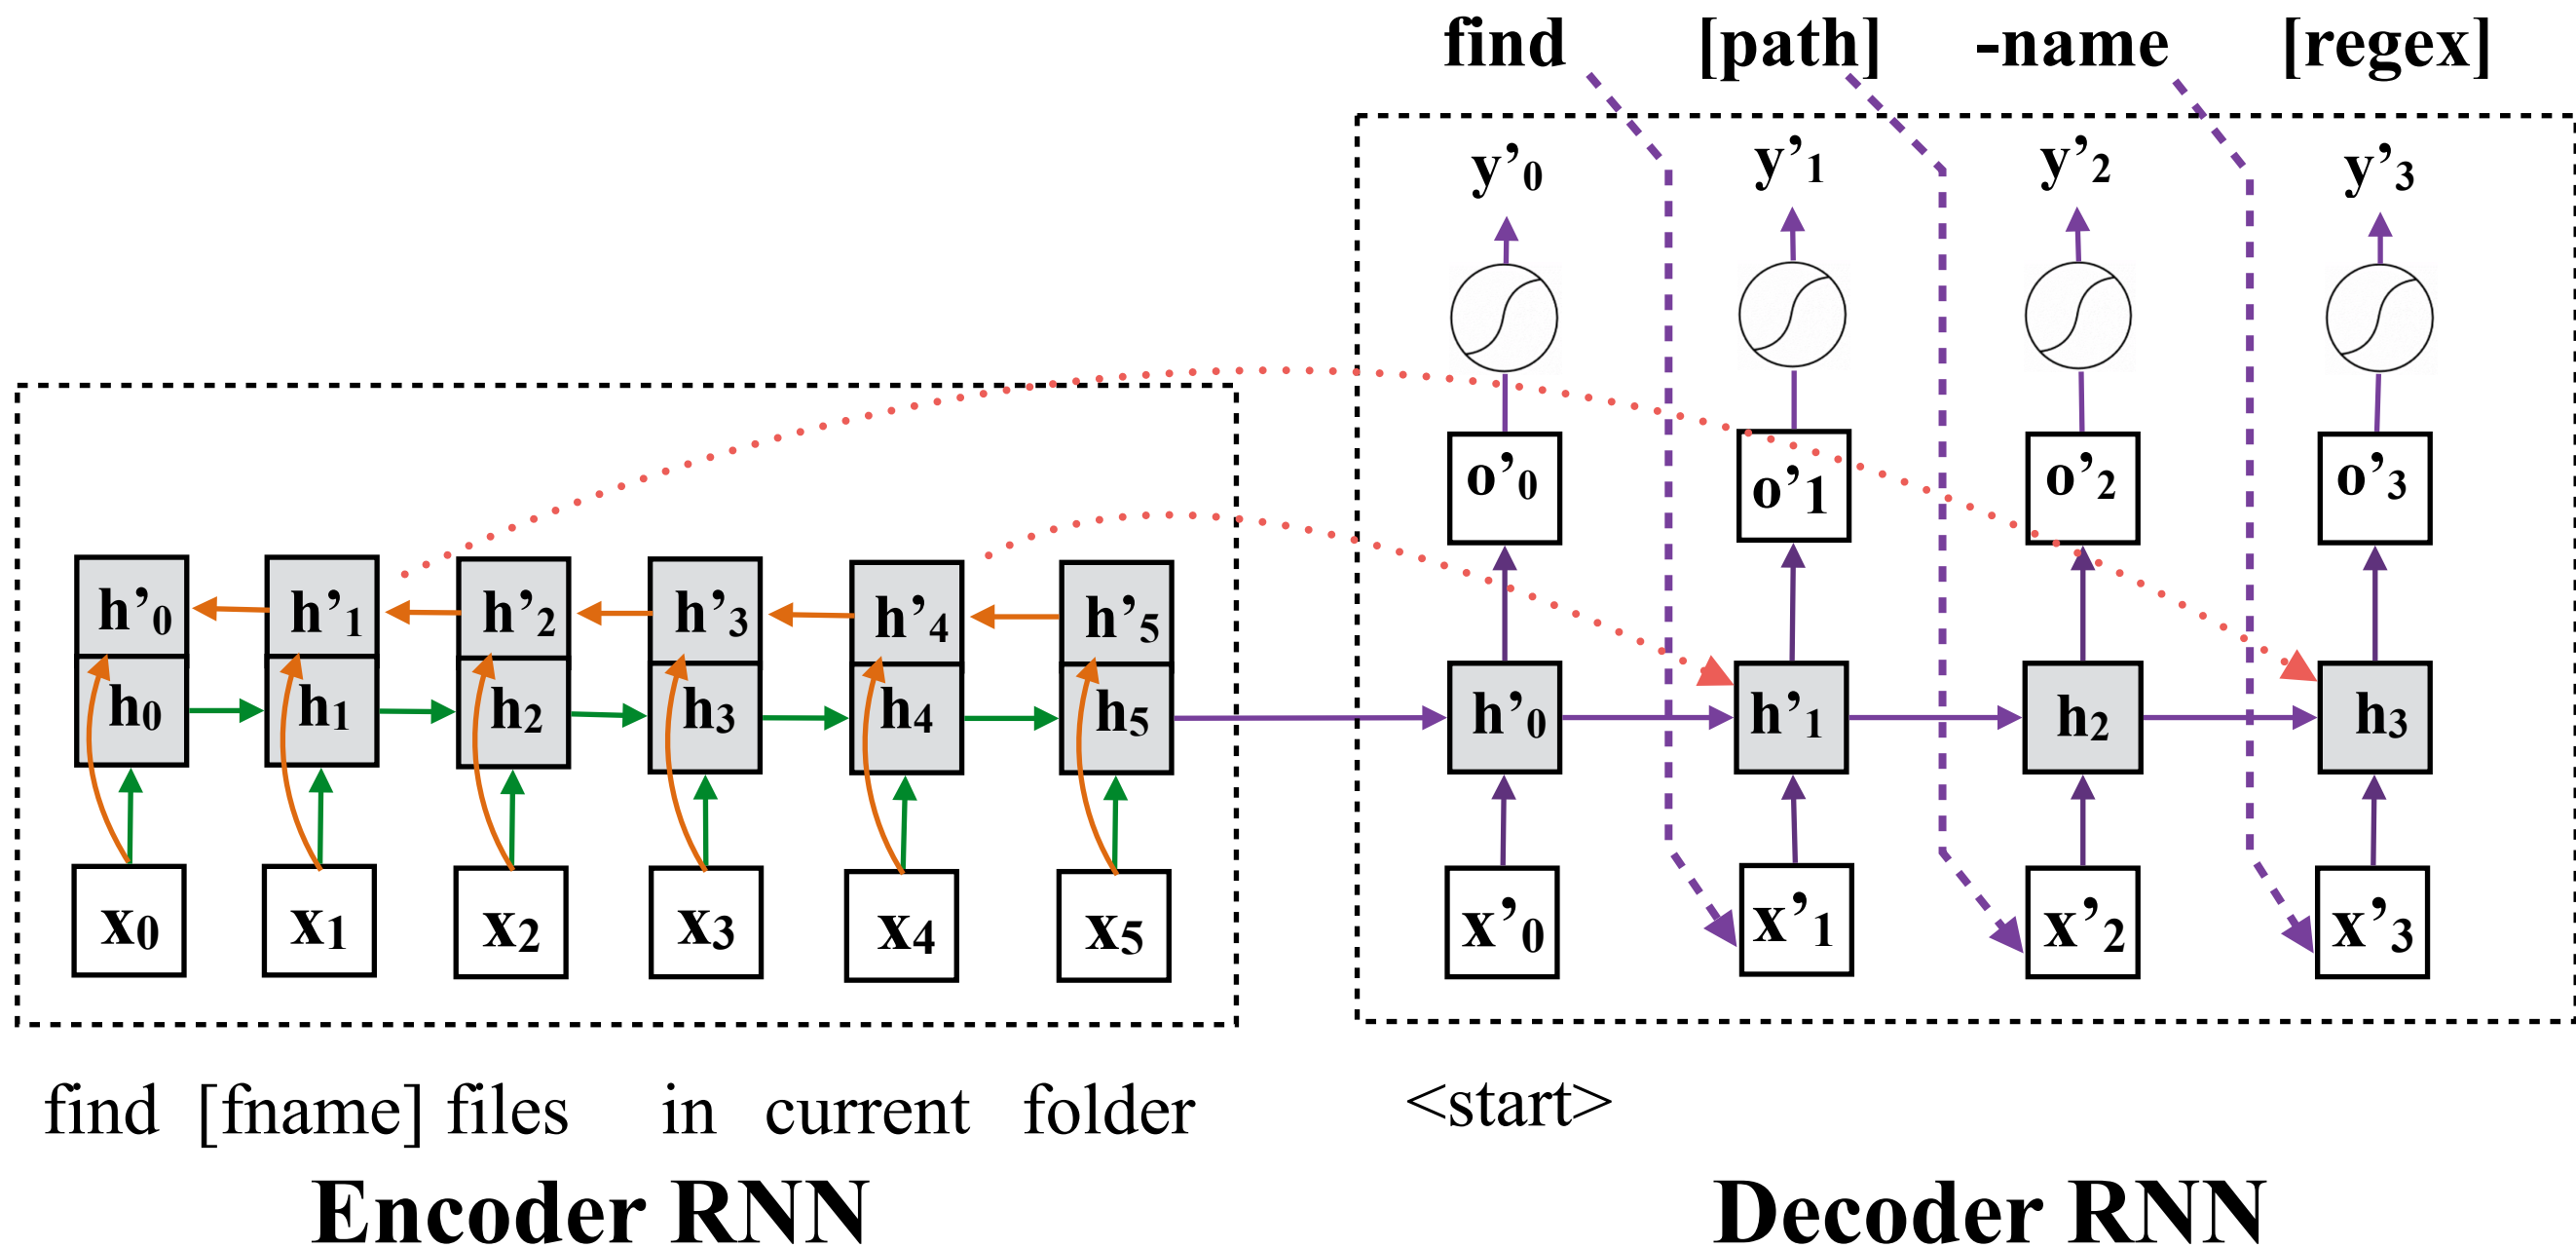 find [path] -name [regex]
y’0 y’1 y’2 y’3
o’0 o’1 o’2 o’3
h’0 h’1 h’2 h’3 h’4 h’5
h0 h1 h2 h3 h4 h5 h’0 h’1 h2 h3
x0 x1 x2 x3 x4 x5 x’0 x’1 x’2 x’3
find [fname] files in current folder <start>
Encoder RNN Decoder RNN